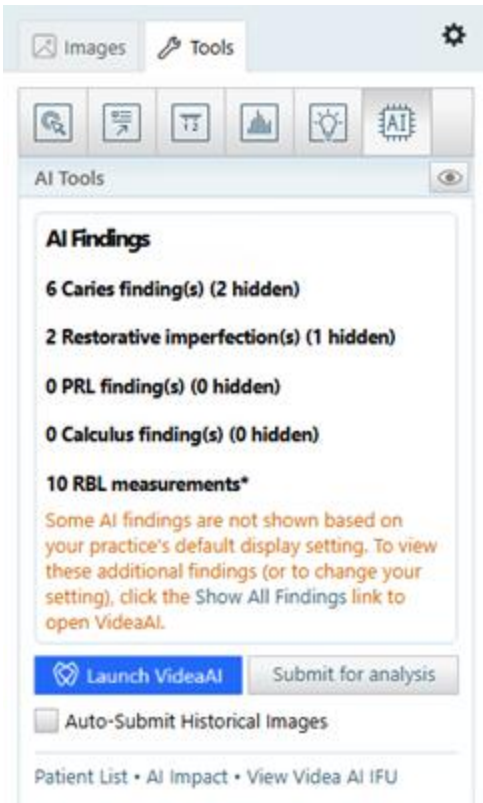 Images
Tools
1 2
AI
AI Tools
AI Findings
6 Caries finding(s) (2 hidden)
2 Restorative imperfection(s) (1 hidden)
0 PRL finding(s) (0 hidden)
0 Calculus finding(s) (0 hidden)
10 RBL measurements*
Some AI findings are not shown based on
your practice's default display setting. To view
these additional findings (or to change your
setting), click the Show All Findings link to
open VideaAI.
Launch VideaAI
Submit for analysis
Auto-Submit Historical Images
Patient List • AI Impact • View Videa AI IFU